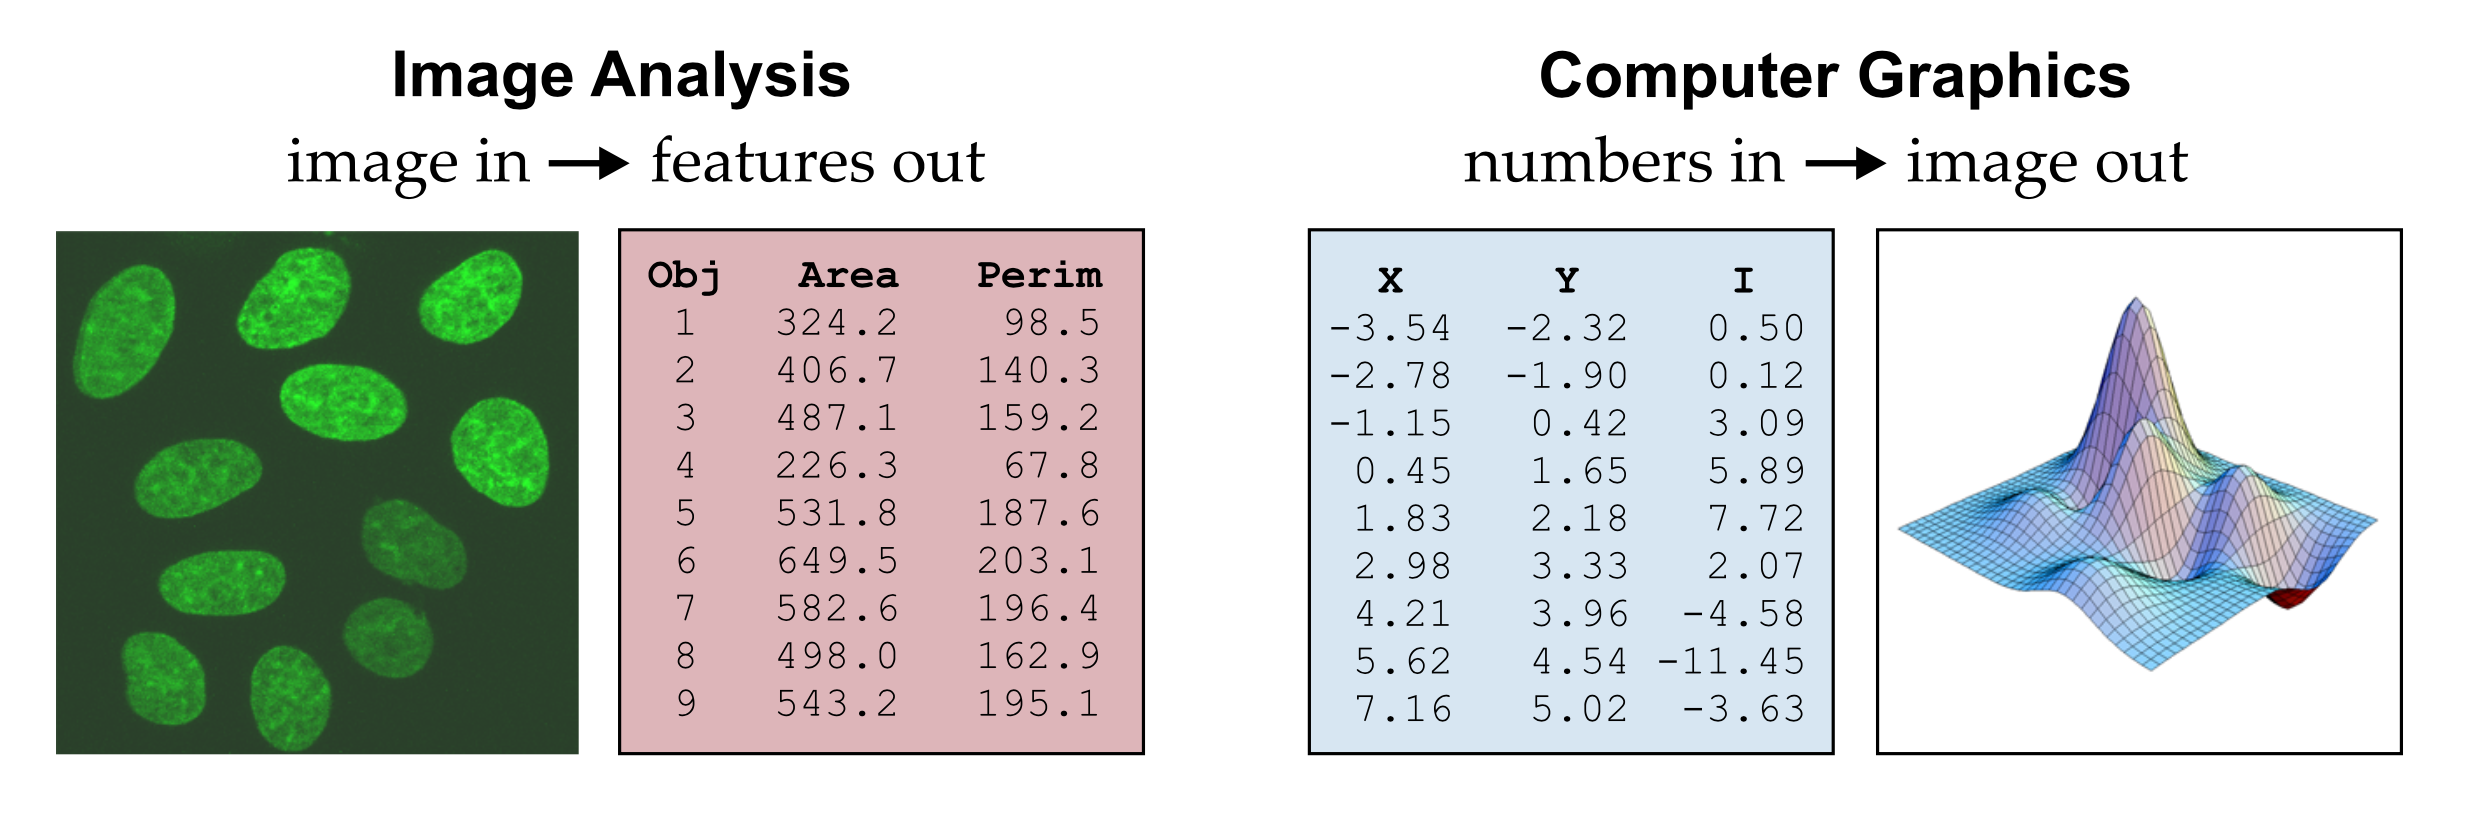 Image Analysis
image in → features out
Obj Area Perim
1 324.2 98.5
2 406.7 140.3
3 487.1 159.2
4 226.3 67.8
5 531.8 187.6
6 649.5 203.1
7 582.6 196.4
8 498.0 162.9
9 543.2 195.1
Computer Graphics
numbers in → image out
X Y I
-3.54 -2.32 0.50
-2.78 -1.90 0.12
-1.15 0.42 3.09
0.45 1.65 5.89
1.83 2.18 7.72
2.98 3.33 2.07
4.21 3.96 -4.58
5.62 4.54 -11.45
7.16 5.02 -3.63